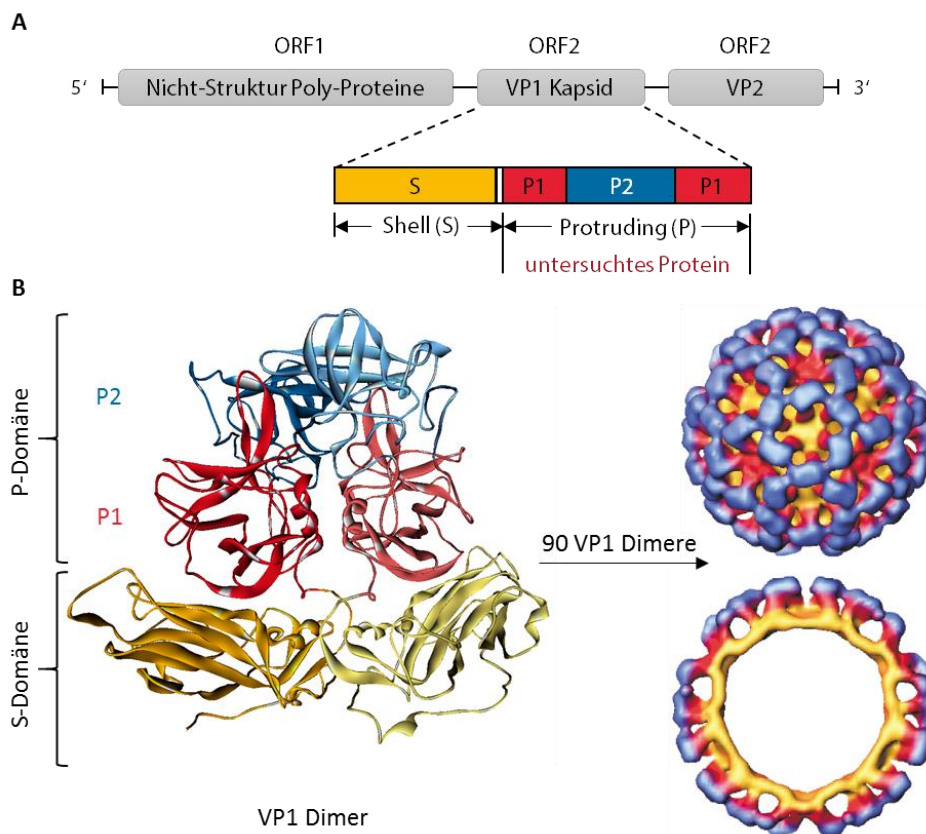 A
ORF1 ORF2 ORF2
5‘ Nicht-Struktur Poly-Proteine VP1 Kapsid VP2 3‘
S P1 P2 P1
Shell (S) Protruding (P)
untersuchtes Protein
B
P-Domäne
P2
P1
90 VP1 Dimere
S-Domäne
VP1 Dimer